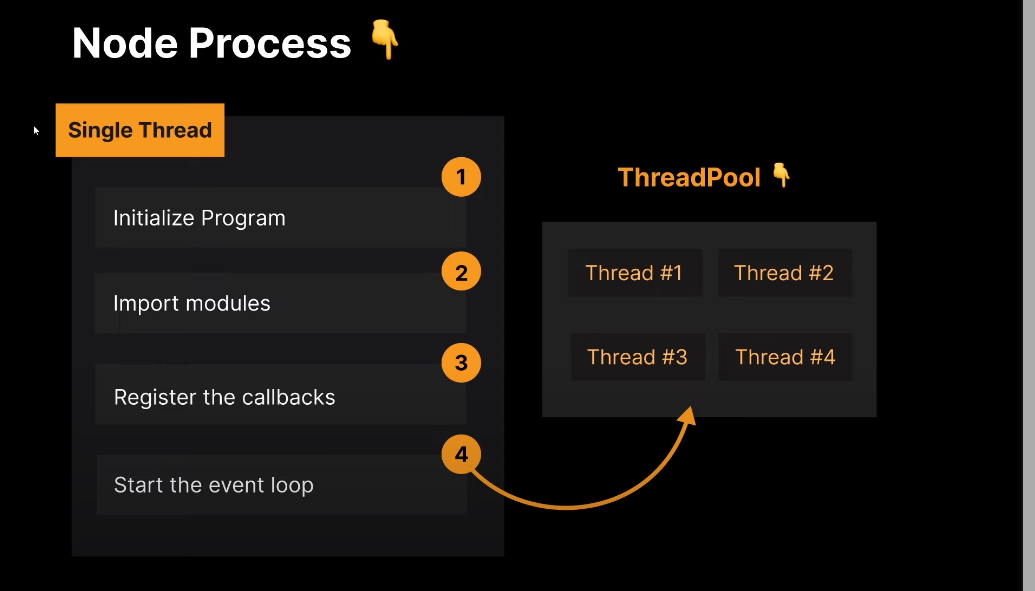 Node Process 👇
Single Thread
1
Initialize Program
2
Import modules
3
Register the callbacks
4
Start the event loop
ThreadPool 👇
Thread #1 Thread #2
Thread #3 Thread #4